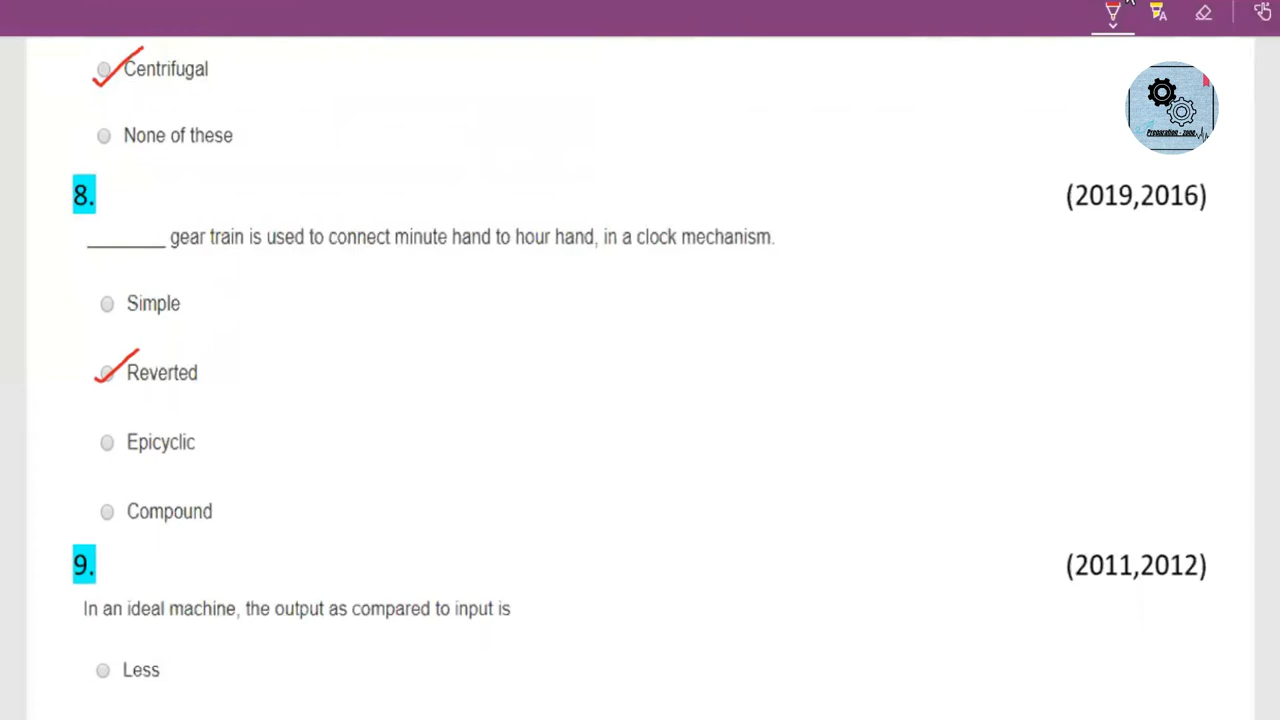 Centrifugal
None of these
Preparation - zone
8.
(2019,2016)
________ gear train is used to connect minute hand to hour hand, in a clock mechanism.
Simple
Reverted
Epicyclic
Compound
9.
(2011,2012)
In an ideal machine, the output as compared to input is
Less